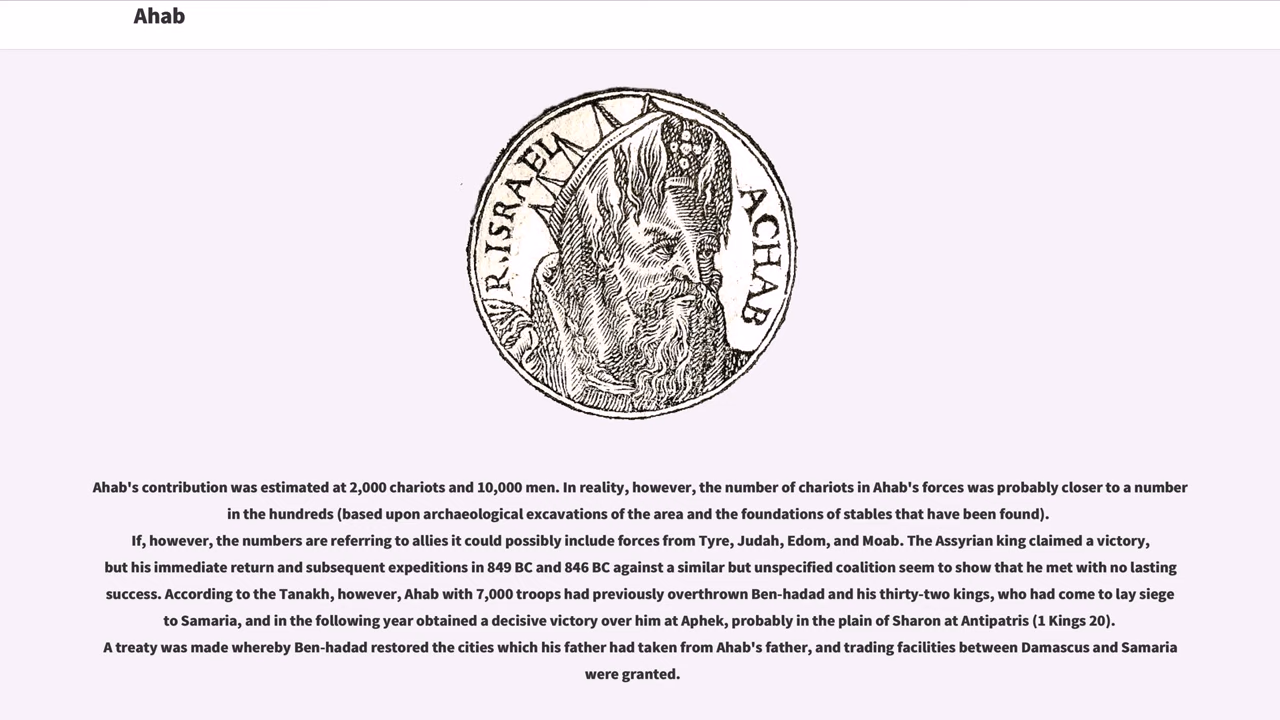 Ahab
R. ISRAEL
ACHAB
Ahab's contribution was estimated at 2,000 chariots and 10,000 men. In reality, however, the number of chariots in Ahab's forces was probably closer to a number
in the hundreds (based upon archaeological excavations of the area and the foundations of stables that have been found).
If, however, the numbers are referring to allies it could possibly include forces from Tyre, Judah, Edom, and Moab. The Assyrian king claimed a victory,
but his immediate return and subsequent expeditions in 849 BC and 846 BC against a similar but unspecified coalition seem to show that he met with no lasting
success. According to the Tanakh, however, Ahab with 7,000 troops had previously overthrown Ben-hadad and his thirty-two kings, who had come to lay siege
to Samaria, and in the following year obtained a decisive victory over him at Aphek, probably in the plain of Sharon at Antipatris (1 Kings 20).
A treaty was made whereby Ben-hadad restored the cities which his father had taken from Ahab's father, and trading facilities between Damascus and Samaria
were granted.